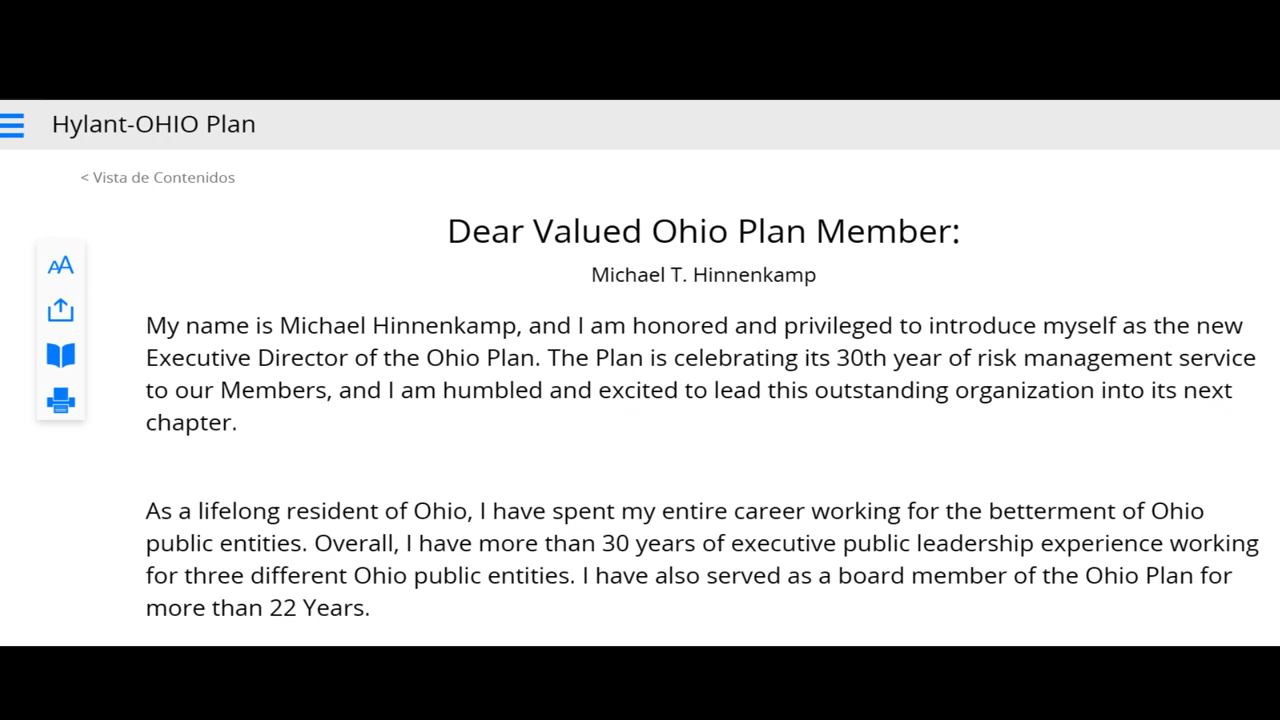 Hylant-OHIO Plan
< Vista de Contenidos
Dear Valued Ohio Plan Member:
Michael T. Hinnenkamp
My name is Michael Hinnenkamp, and I am honored and privileged to introduce myself as the new
Executive Director of the Ohio Plan. The Plan is celebrating its 30th year of risk management service
to our Members, and I am humbled and excited to lead this outstanding organization into its next
chapter.
As a lifelong resident of Ohio, I have spent my entire career working for the betterment of Ohio
public entities. Overall, I have more than 30 years of executive public leadership experience working
for three different Ohio public entities. I have also served as a board member of the Ohio Plan for
more than 22 Years.